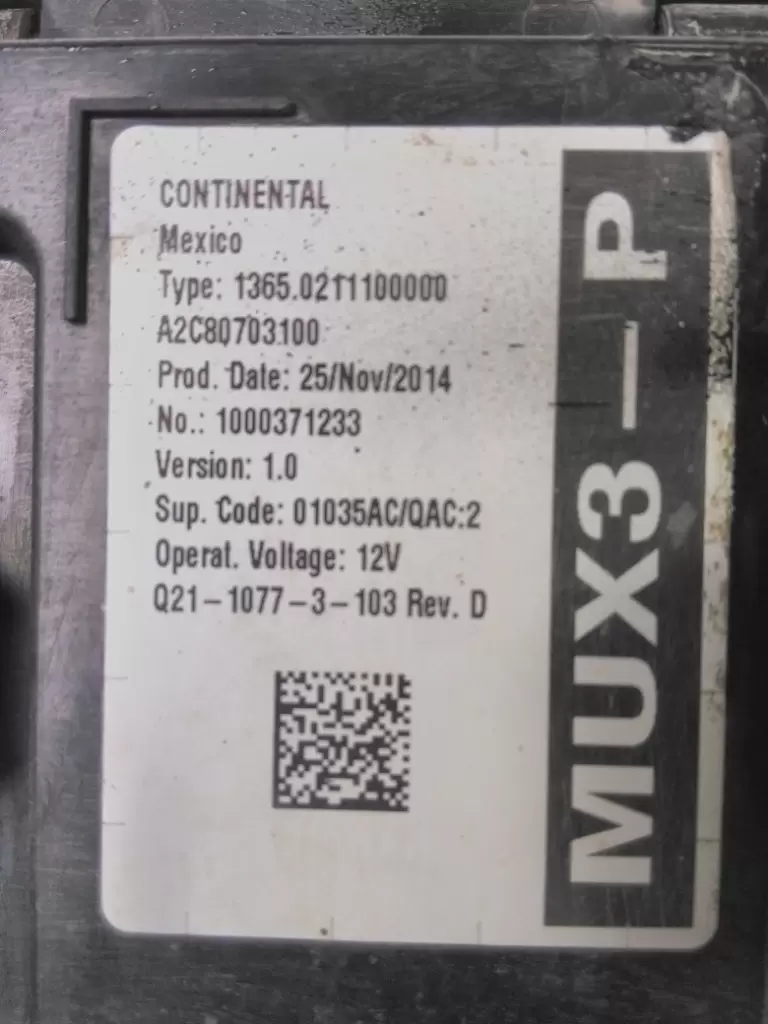 CONTINENTAL
Mexico
Type: 1365.0211100000
A2C80703100
Prod. Date: 25/Nov/2014
No.: 1000371233
Version: 1.0
Sup. Code: 01035AC/QAC:2
Operat. Voltage: 12V
Q21-1077-3-103 Rev. D
MUX3-P